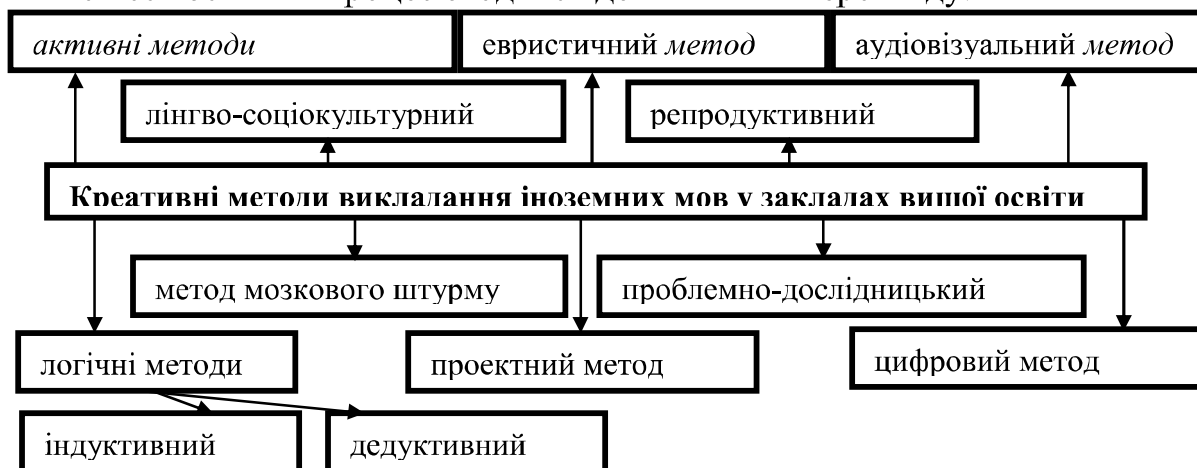 активні методи
евристичний метод
аудіовізуальний метод
лінгво-соціокультурний
репродуктивний
Креативні методи викладання іноземних мов у закладах вищої освіти
метод мозкового штурму
проблемно-дослідницький
логічні методи
проектний метод
цифровий метод
індуктивний
дедуктивний